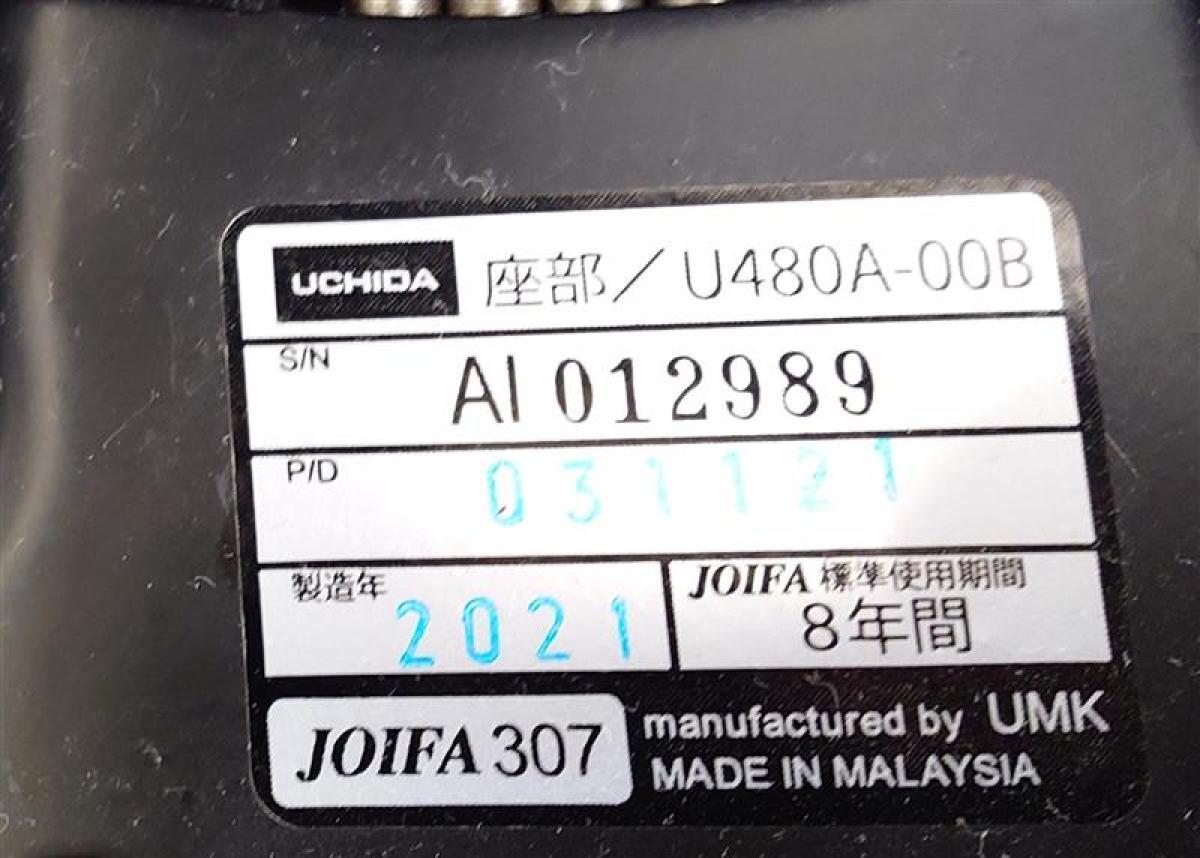 UCHIDA 座部/U480A-00B
S/N AI 012989
P/D 031121
製造年 2021
JOIFA 標準使用期間
8年間
JOIFA 307
manufactured by UMK
MADE IN MALAYSIA